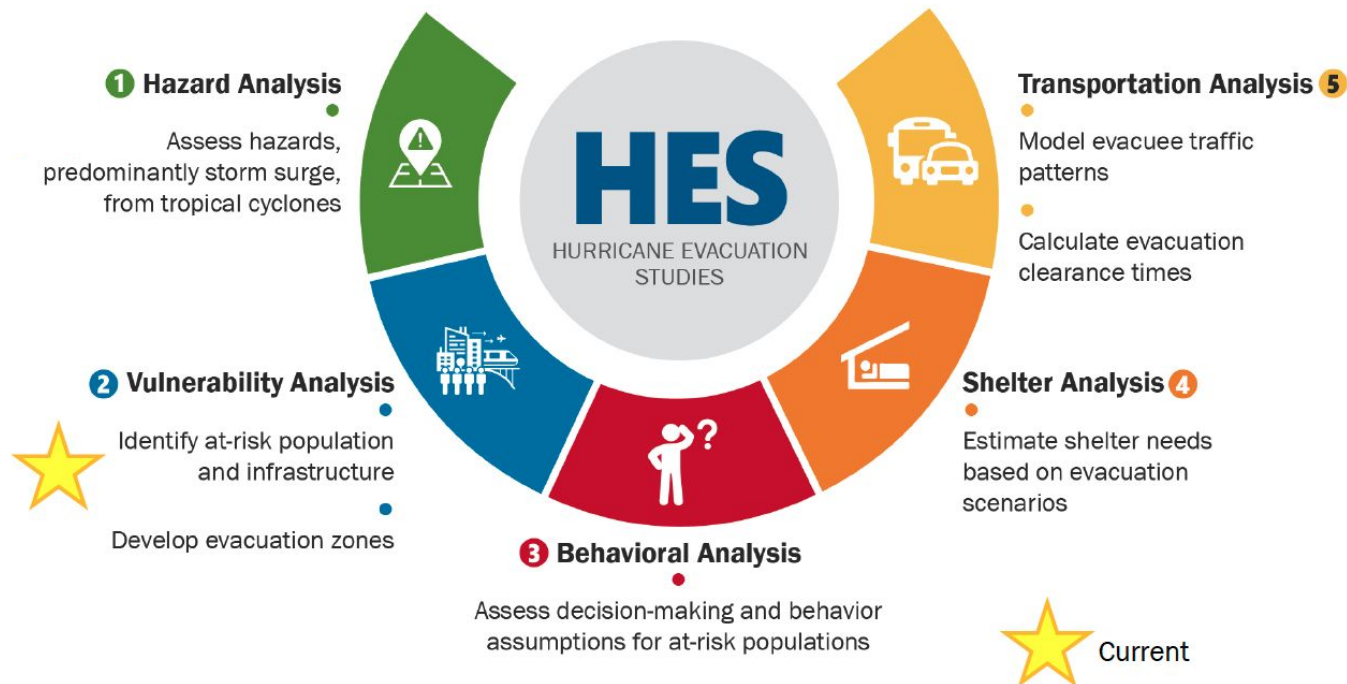 HES
HURRICANE EVACUATION
STUDIES
1 Hazard Analysis
Assess hazards,
predominantly storm surge,
from tropical cyclones
2 Vulnerability Analysis
Identify at-risk population
and infrastructure
Develop evacuation zones
?
3 Behavioral Analysis
Assess decision-making and behavior
assumptions for at-risk populations
Shelter Analysis 4
Estimate shelter needs
based on evacuation
scenarios
Transportation Analysis 5
Model evacuee traffic
patterns
Calculate evacuation
clearance times
Current